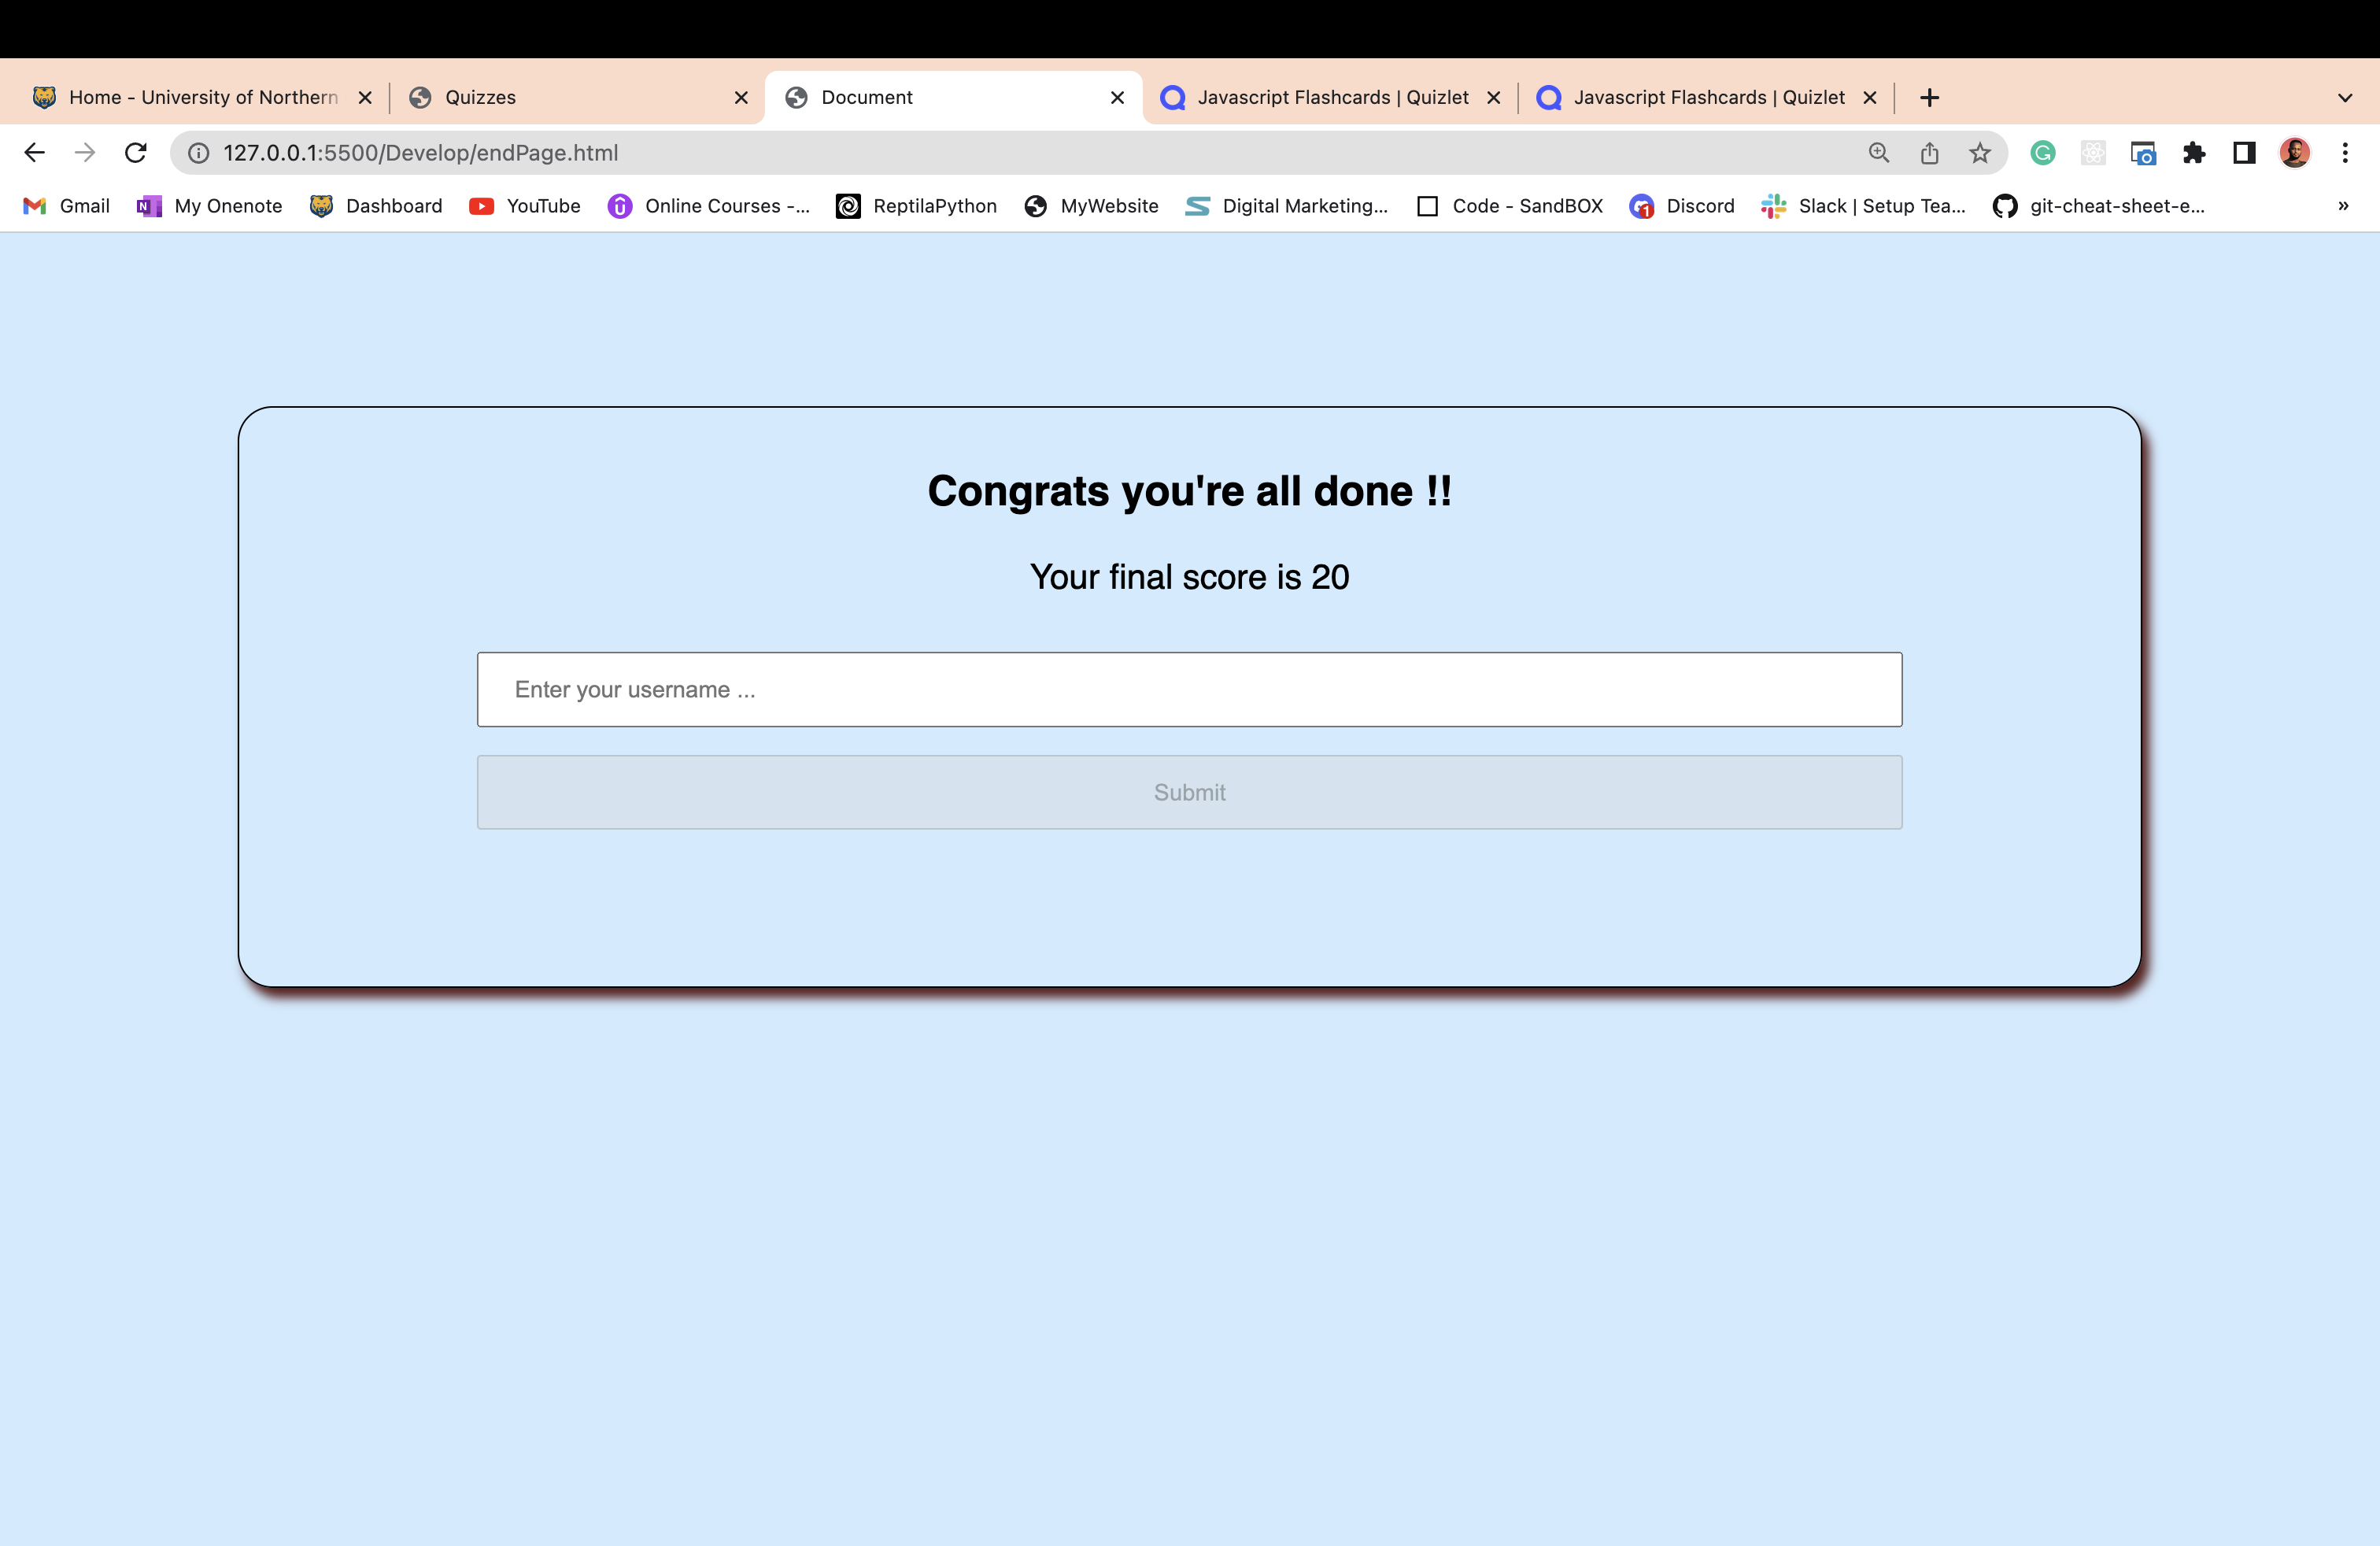 Home - University of Northern
Quizzes
Document
Javascript Flashcards | Quizlet
Javascript Flashcards | Quizlet
127.0.0.1:5500/Develop/endPage.html
Gmail
N
My Onenote
Dashboard
YouTube
Online Courses -...
ReptilaPython
MyWebsite
Digital Marketing...
Code - SandBOX
1
Discord
Slack | Setup Tea...
git-cheat-sheet-e...
»
Congrats you're all done !!
Your final score is 20
Enter your username ...
Submit